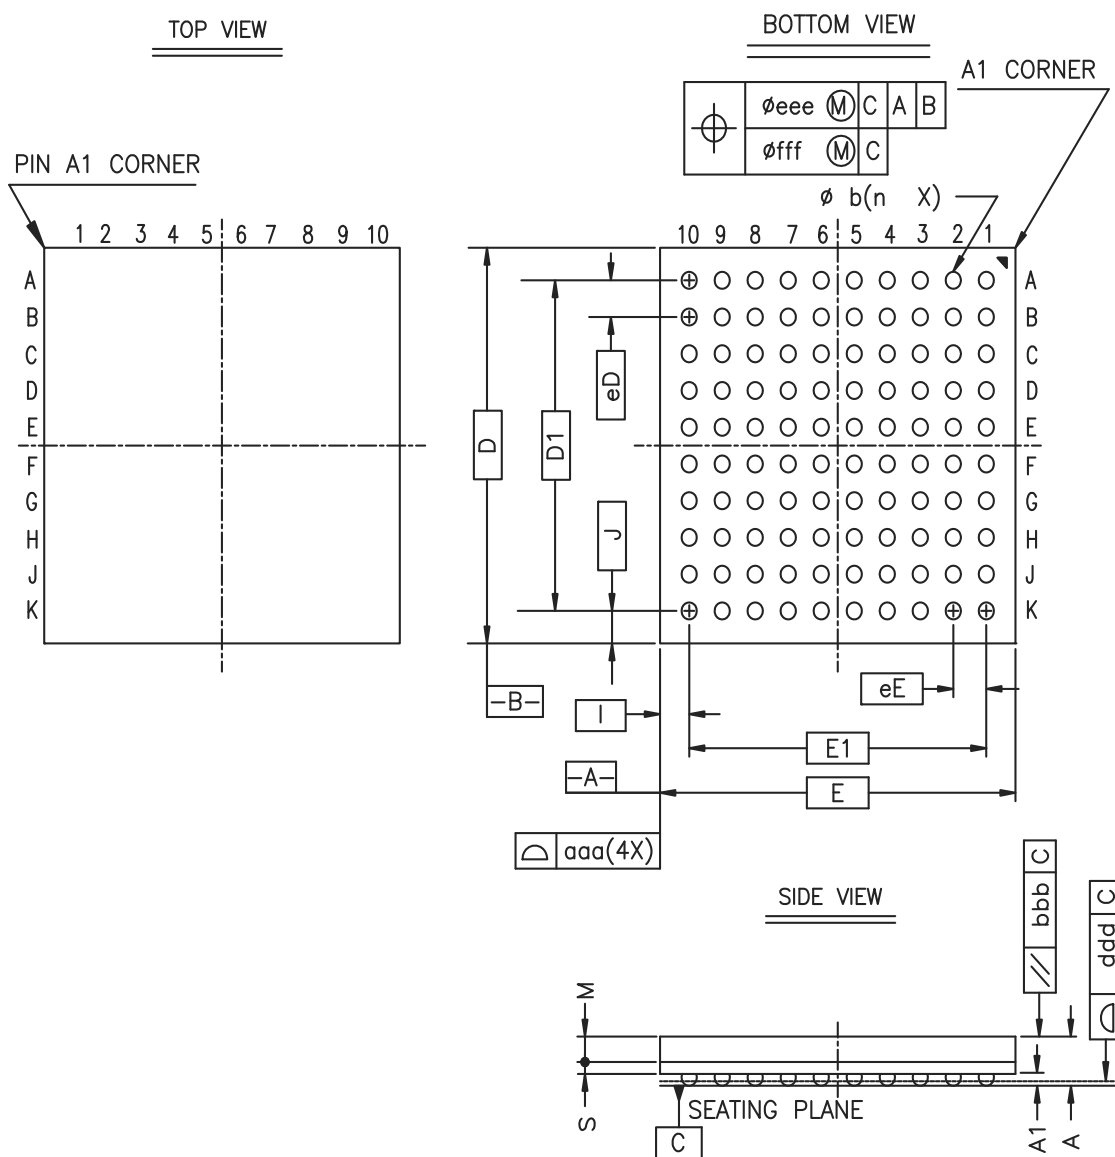 TOP VIEW
BOTTOM VIEW
A1 CORNER
øeee Ⓜ C A B
øfff Ⓜ C
PIN A1 CORNER
ø b(n X)
1 2 3 4 5 6 7 8 9 10
10 9 8 7 6 5 4 3 2 1
A
B
C
D
E
F
G
H
J
K
A
B
C
D
E
F
G
H
J
K
eD
D
D1
J
eE
-B-
I
E1
-A-
E
aaa(4X)
SIDE VIEW
// bbb C
ddd C
M
S
SEATING PLANE
C
A1
A